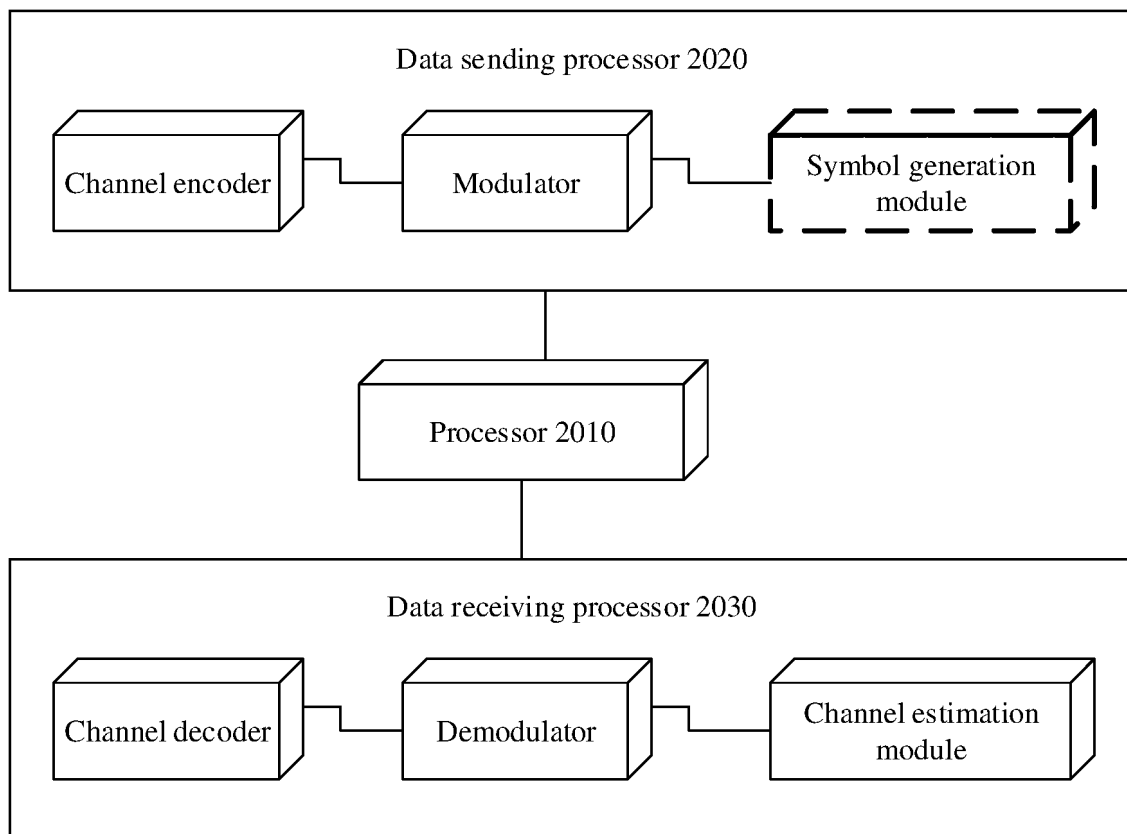 Data sending processor 2020
Channel encoder
Modulator
Symbol generation
module
Processor 2010
Data receiving processor 2030
Channel decoder
Demodulator
Channel estimation
module